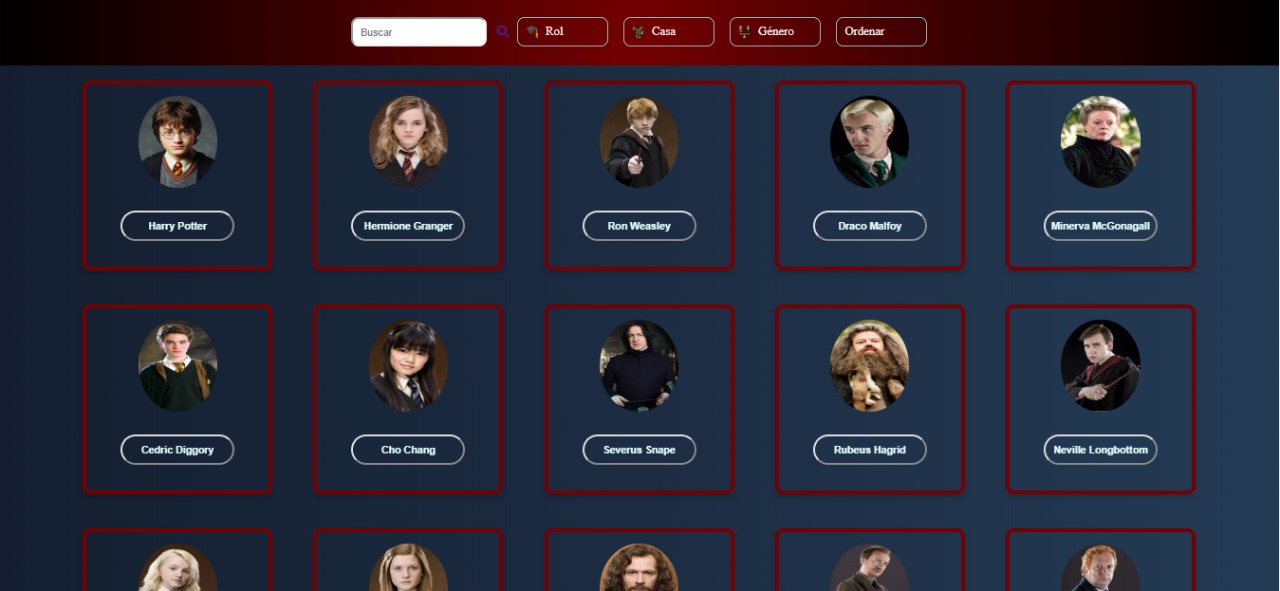 Buscar
Rol
Casa
Género
Ordenar
Harry Potter
Hermione Granger
Ron Weasley
Draco Malfoy
Minerva McGonagall
Cedric Diggory
Cho Chang
Severus Snape
Rubeus Hagrid
Neville Longbottom